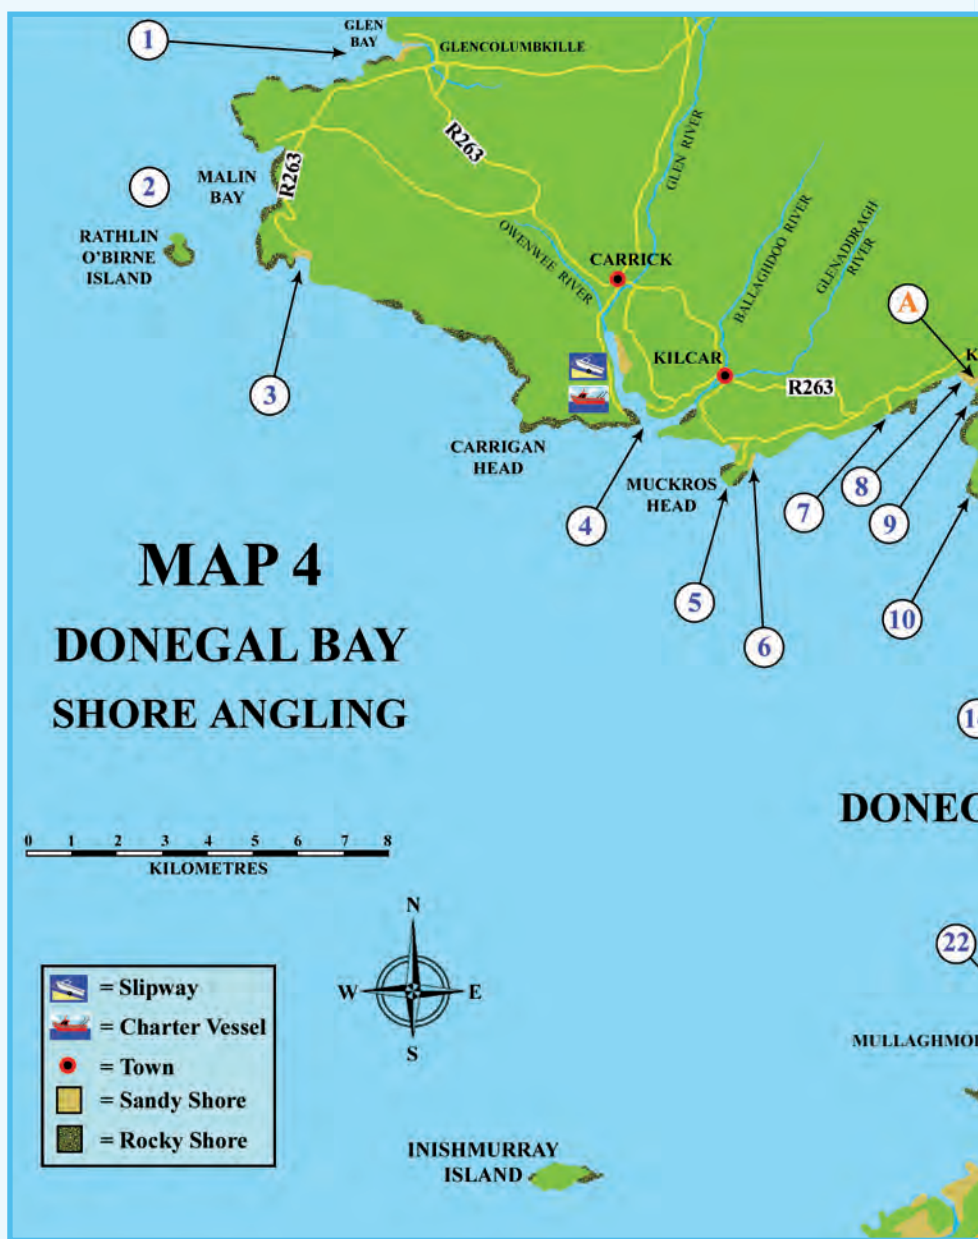 1
GLEN
BAY
GLENCOLUMBKILLE
R263
GLEN RIVER
2
MALIN
BAY
R263
RATHLIN
O'BIRNE
ISLAND
OWENWEE RIVER
CARRICK
BALLAGHDOO RIVER
GLENADDRAGH
RIVER
A
K
3
KILCAR
R263
CARRIGAN
HEAD
MUCKROS
HEAD
4
5
6
7
8
9
10
MAP 4
DONEGAL BAY
SHORE ANGLING
DONEG
0 1 2 3 4 5 6 7 8
KILOMETRES
N
W E
S
22
MULLAGHMO
= Slipway
= Charter Vessel
= Town
= Sandy Shore
= Rocky Shore
INISHMURRAY
ISLAND